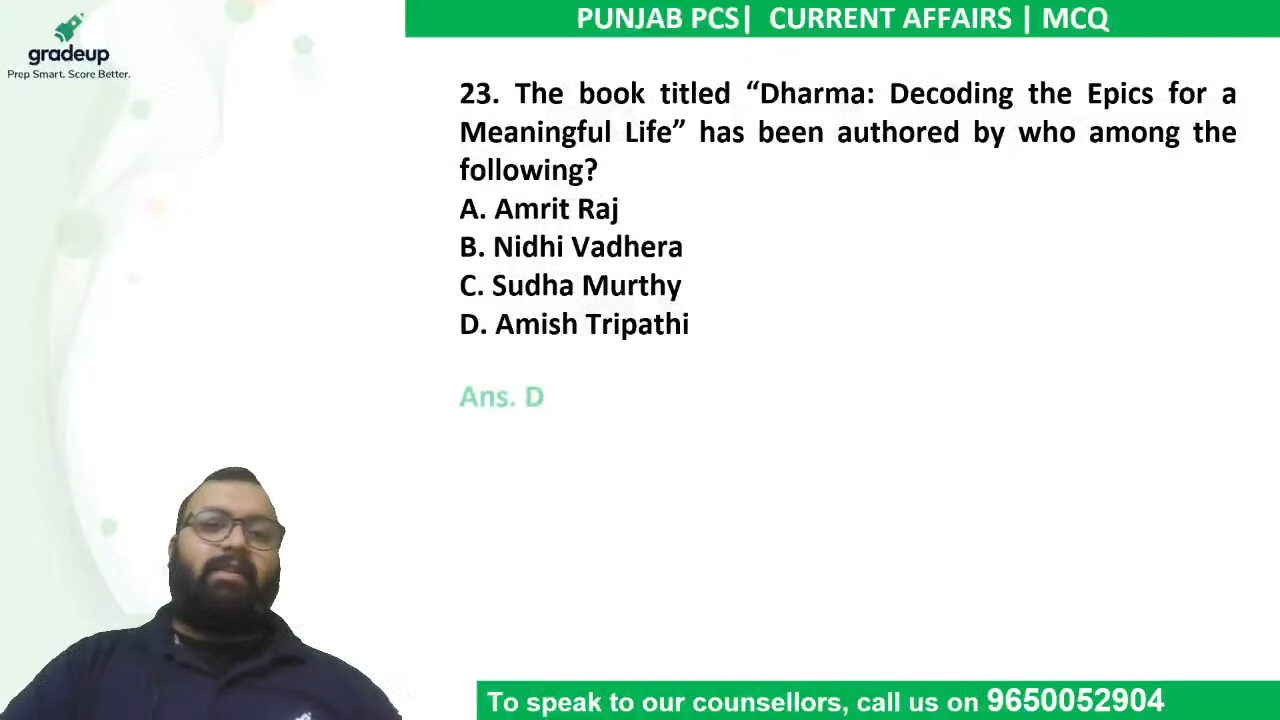 gradeup
Prep Smart. Score Better.
PUNJAB PCS| CURRENT AFFAIRS | MCQ
23. The book titled “Dharma: Decoding the Epics for a
Meaningful Life” has been authored by who among the
following?
A. Amrit Raj
B. Nidhi Vadhera
C. Sudha Murthy
D. Amish Tripathi
Ans. D
To speak to our counsellors, call us on 9650052904